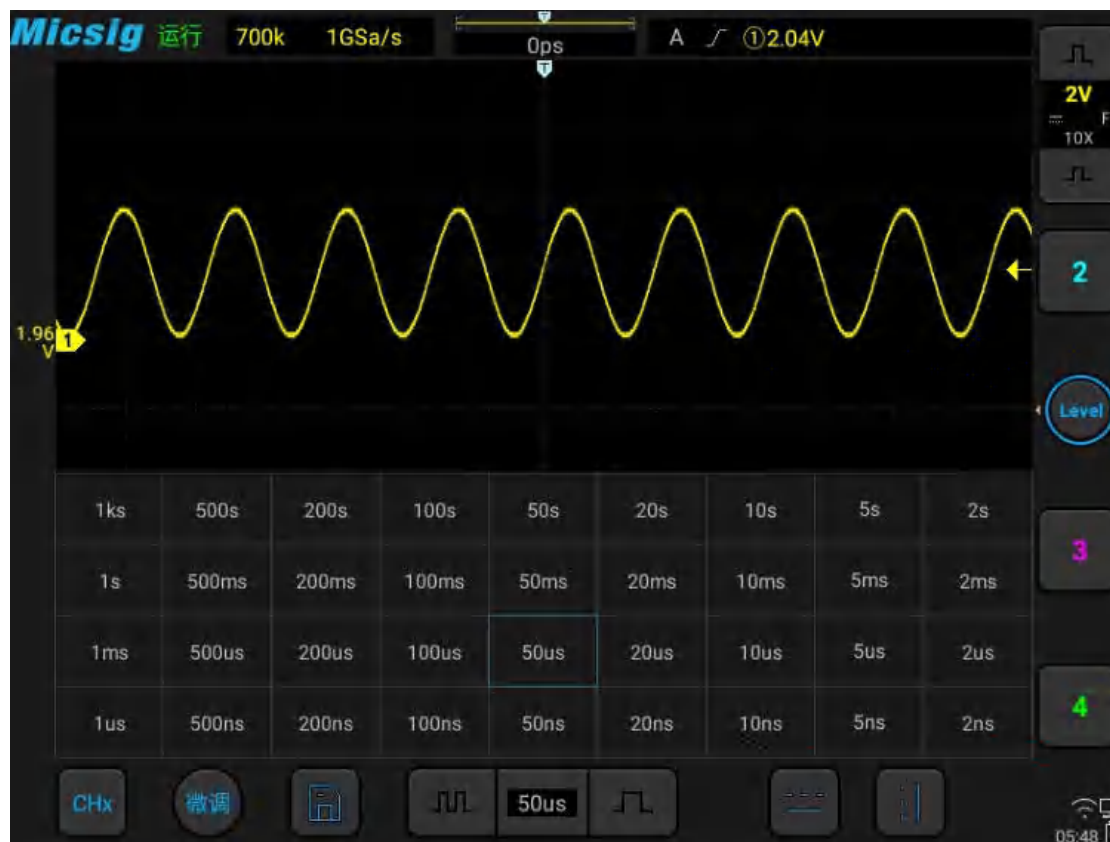 Micsig 运行 700k 1GSa/s T 0ps A ①2.04V
T
2V
F
10X
2
1.96
V
1
Level
1ks 500s 200s 100s 50s 20s 10s 5s 2s
1s 500ms 200ms 100ms 50ms 20ms 10ms 5ms 2ms
3
1ms 500us 200us 100us 50us 20us 10us 5us 2us
1us 500ns 200ns 100ns 50ns 20ns 10ns 5ns 2ns
4
CHx 微调 50us
05:48